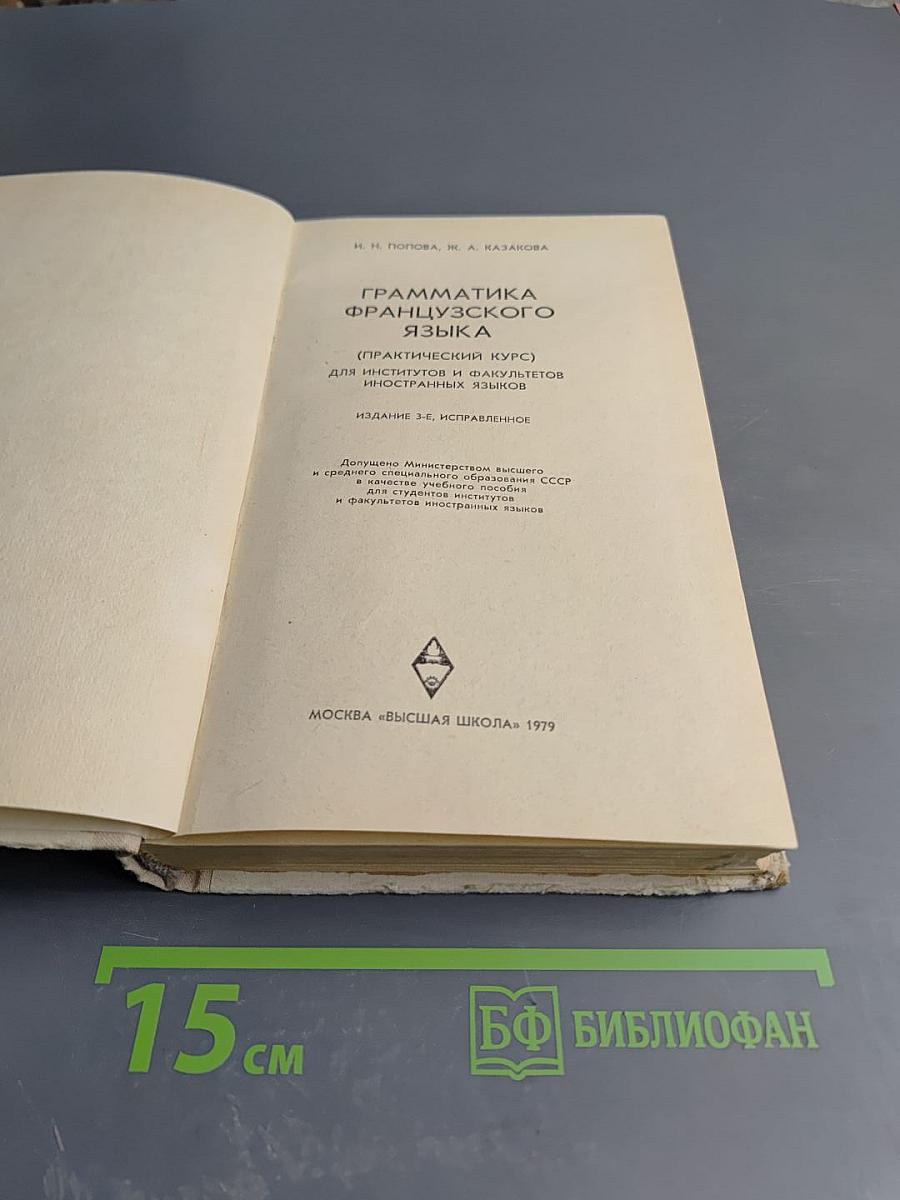 И. Н. ПОПОВА, Ж. А. КАЗАКОВА
ГРАММАТИКА
ФРАНЦУЗСКОГО
ЯЗЫКА
(ПРАКТИЧЕСКИЙ КУРС)
ДЛЯ ИНСТИТУТОВ И ФАКУЛЬТЕТОВ
ИНОСТРАННЫХ ЯЗЫКОВ
ИЗДАНИЕ 3-Е, ИСПРАВЛЕННОЕ
Допущено Министерством высшего
и среднего специального образования СССР
в качестве учебного пособия
для студентов институтов
и факультетов иностранных языков
МОСКВА «ВЫСШАЯ ШКОЛА» 1979
15 см
БФ БИБЛИОФАН